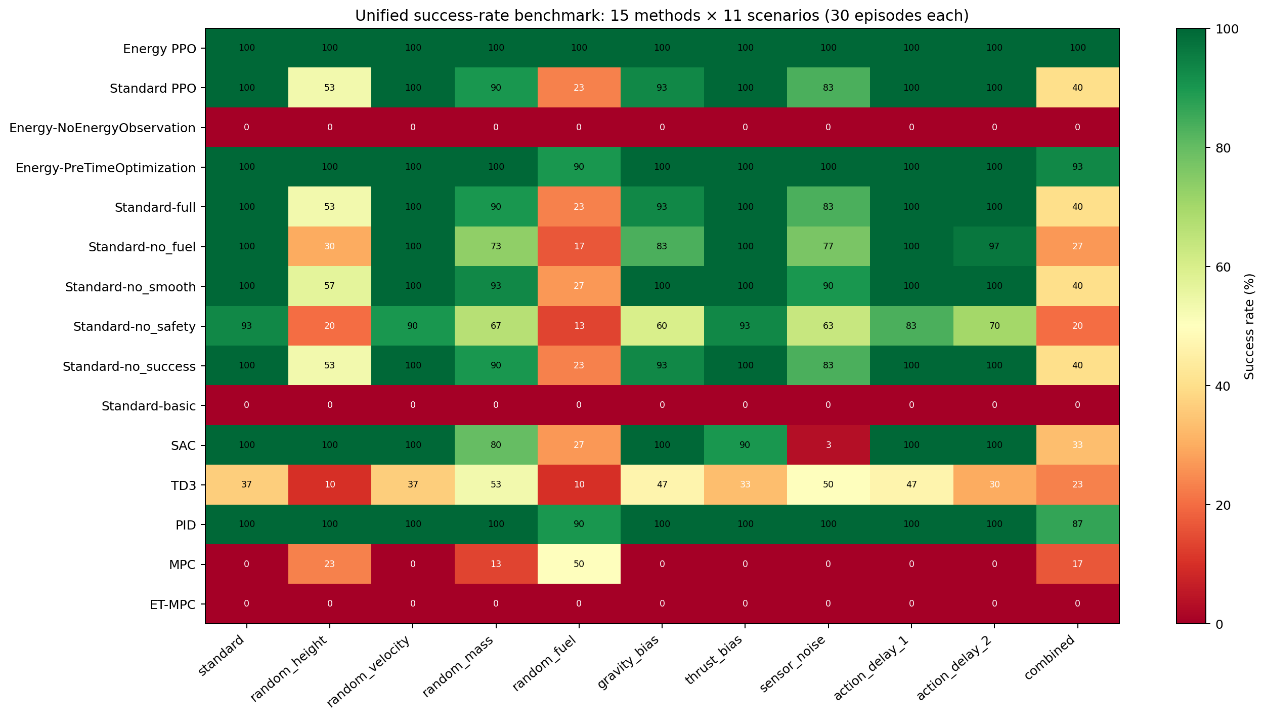 Unified success-rate benchmark: 15 methods × 11 scenarios (30 episodes each)
Energy PPO 100 100 100 100 100 100 100 100 100 100 100
Standard PPO 100 53 100 90 23 93 100 83 100 100 40
Energy-NoEnergyObservation 0 0 0 0 0 0 0 0 0 0 0
Energy-PreTimeOptimization 100 100 100 100 90 100 100 100 100 100 93
Standard-full 100 53 100 90 23 93 100 83 100 100 40
Standard-no_fuel 100 30 100 73 17 83 100 77 100 97 27
Standard-no_smooth 100 57 100 93 27 100 100 90 100 100 40
Standard-no_safety 93 20 90 67 13 60 93 63 83 70 20
Standard-no_success 100 53 100 90 23 93 100 83 100 100 40
Standard-basic 0 0 0 0 0 0 0 0 0 0 0
SAC 100 100 100 80 27 100 90 3 100 100 33
TD3 37 10 37 53 10 47 33 50 47 30 23
PID 100 100 100 100 90 100 100 100 100 100 87
MPC 0 23 0 13 50 0 0 0 0 0 17
ET-MPC 0 0 0 0 0 0 0 0 0 0 0
standard random_height random_velocity random_mass random_fuel gravity_bias thrust_bias sensor_noise action_delay_1 action_delay_2 combined
100
80
60
40
20
0
Success rate (%)